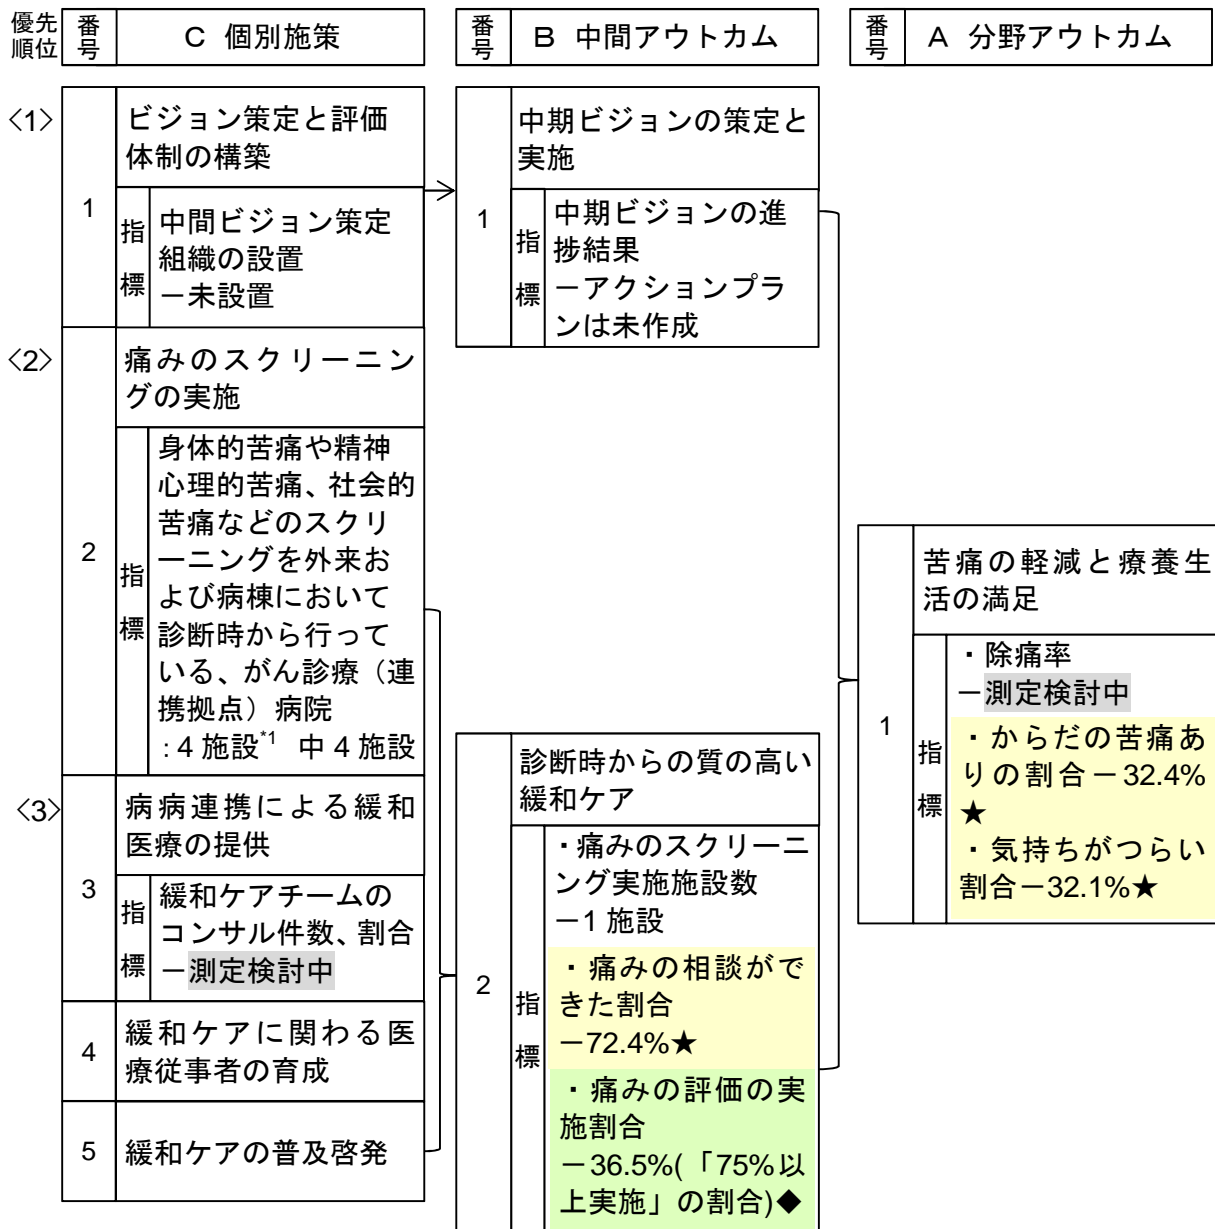 優先
順位
番
号
C 個別施策
番
号
B 中間アウトカム
番
号
A 分野アウトカム
〈1〉
1
ビジョン策定と評価
体制の構築
指
標
中間ビジョン策定
組織の設置
－未設置
〈2〉
2
痛みのスクリーニン
グの実施
指
標
身体的苦痛や精神
心理的苦痛、社会的
苦痛などのスクリ
ーニングを外来お
よび病棟において
診断時から行って
いる、がん診療（連
携拠点）病院
：4 施設*1 中 4 施設
〈3〉
3
病病連携による緩和
医療の提供
指
標
緩和ケアチームの
コンサル件数、割合
－測定検討中
4
緩和ケアに関わる医
療従事者の育成
5
緩和ケアの普及啓発
1
中期ビジョンの策定と
実施
指
標
中期ビジョンの進
捗結果
－アクションプラ
ンは未作成
2
診断時からの質の高い
緩和ケア
指
標
・痛みのスクリーニ
ング実施施設数
－1 施設
・痛みの相談がで
きた割合
－72.4%★
・痛みの評価の実
施割合
－36.5%(「75%以
上実施」の割合)◆
1
苦痛の軽減と療養生
活の満足
指
標
・除痛率
－測定検討中
・からだの苦痛あ
りの割合－32.4%
★
・気持ちがつらい
割合－32.1%★